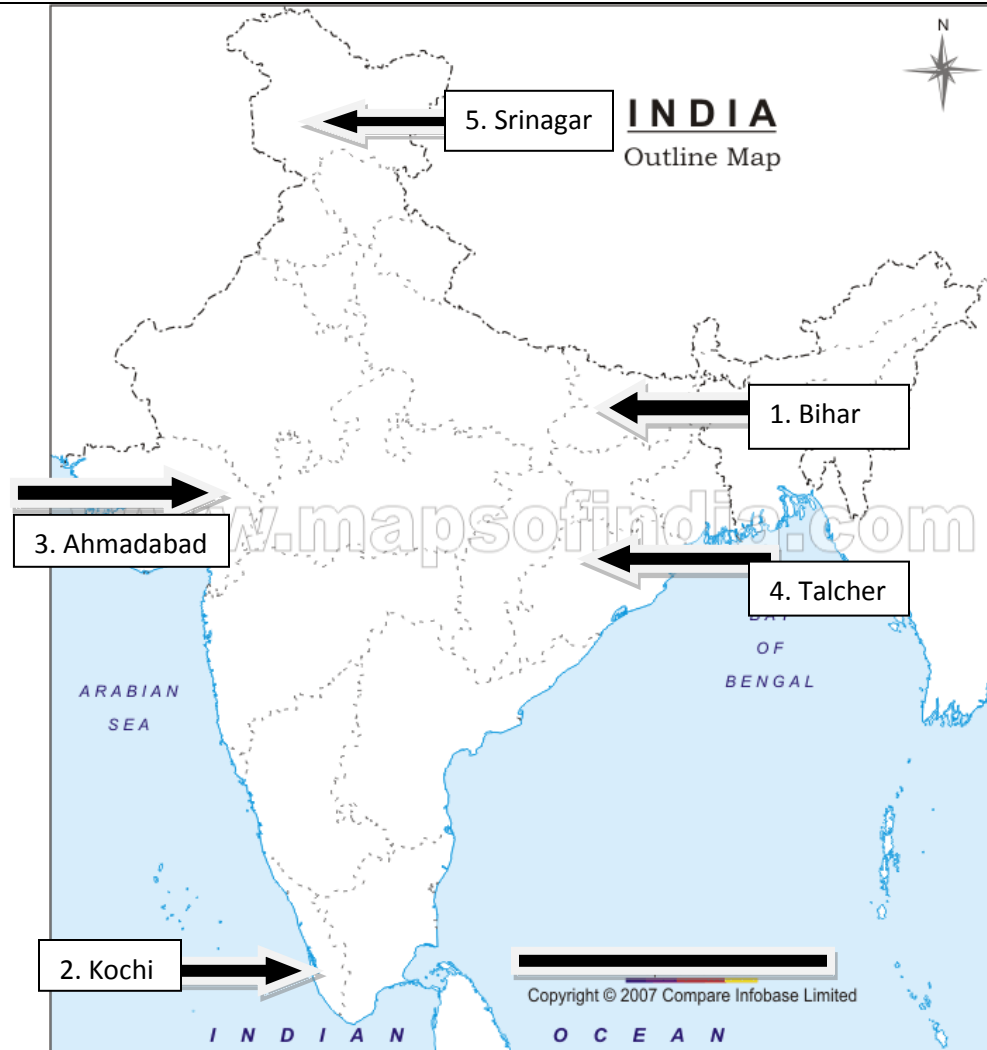 N
5. Srinagar
INDIA
Outline Map
1. Bihar
3. Ahmadabad
w.mapsofindia.com
4. Talcher
BAY
OF
BENGAL
ARABIAN
SEA
2. Kochi
Copyright © 2007 Compare Infobase Limited
INDIAN OCEAN